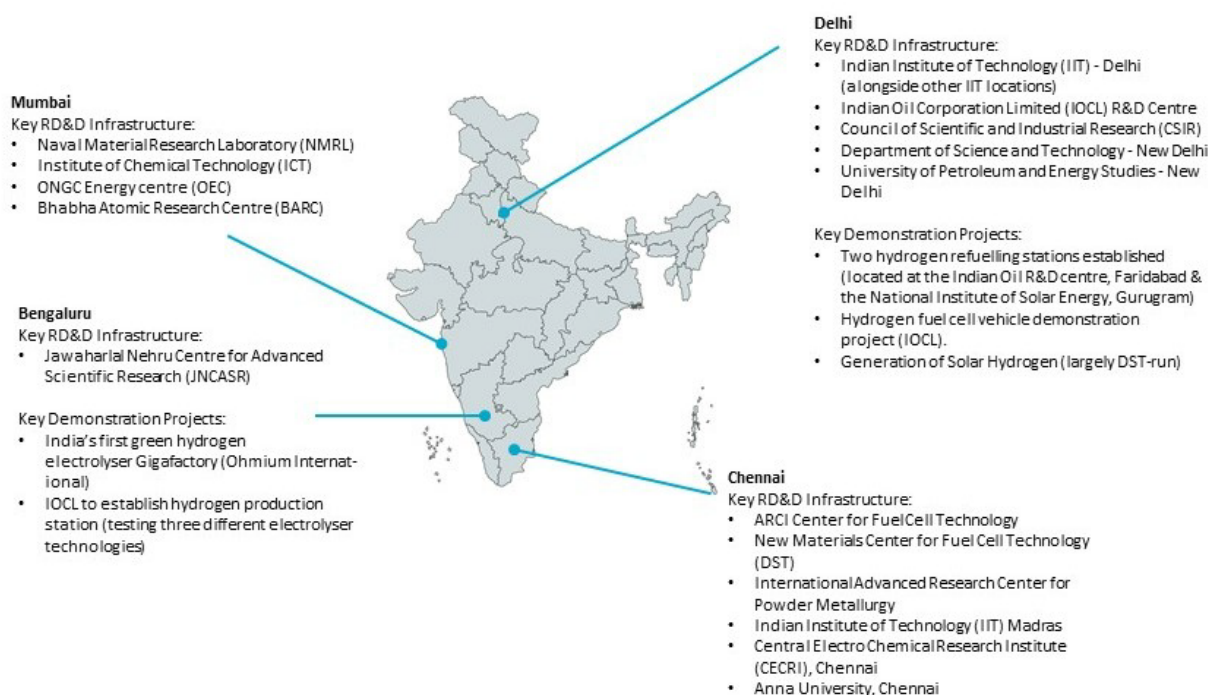 Delhi
Key RD&D Infrastructure:
• Indian Institute of Technology (IIT) - Delhi
(alongside other IIT locations)
• Indian Oil Corporation Limited (IOCL) R&D Centre
• Council of Scientific and Industrial Research (CSIR)
• Department of Science and Technology - New Delhi
• University of Petroleum and Energy Studies - New
Delhi
Key Demonstration Projects:
• Two hydrogen refuelling stations established
(located at the Indian Oil R&D centre, Faridabad &
the National Institute of Solar Energy, Gurugram)
• Hydrogen fuel cell vehicle demonstration
project (IOCL).
• Generation of Solar Hydrogen (largely DST-run)
Mumbai
Key RD&D Infrastructure:
• Naval Material Research Laboratory (NMRL)
• Institute of Chemical Technology (ICT)
• ONGC Energy centre (OEC)
• Bhabha Atomic Research Centre (BARC)
Bengaluru
Key RD&D Infrastructure:
• Jawaharlal Nehru Centre for Advanced
Scientific Research (JNCASR)
Key Demonstration Projects:
• India's first green hydrogen
electrolyser Gigafactory (Ohmium Internat-
ional)
• IOCL to establish hydrogen production
station (testing three different electrolyser
technologies)
Chennai
Key RD&D Infrastructure:
• ARCI Center for Fuel Cell Technology
• New Materials Center for Fuel Cell Technology
(DST)
• International Advanced Research Center for
Powder Metallurgy
• Indian Institute of Technology (IIT) Madras
• Central Electro Chemical Research Institute
(CECRI), Chennai
• Anna University, Chennai